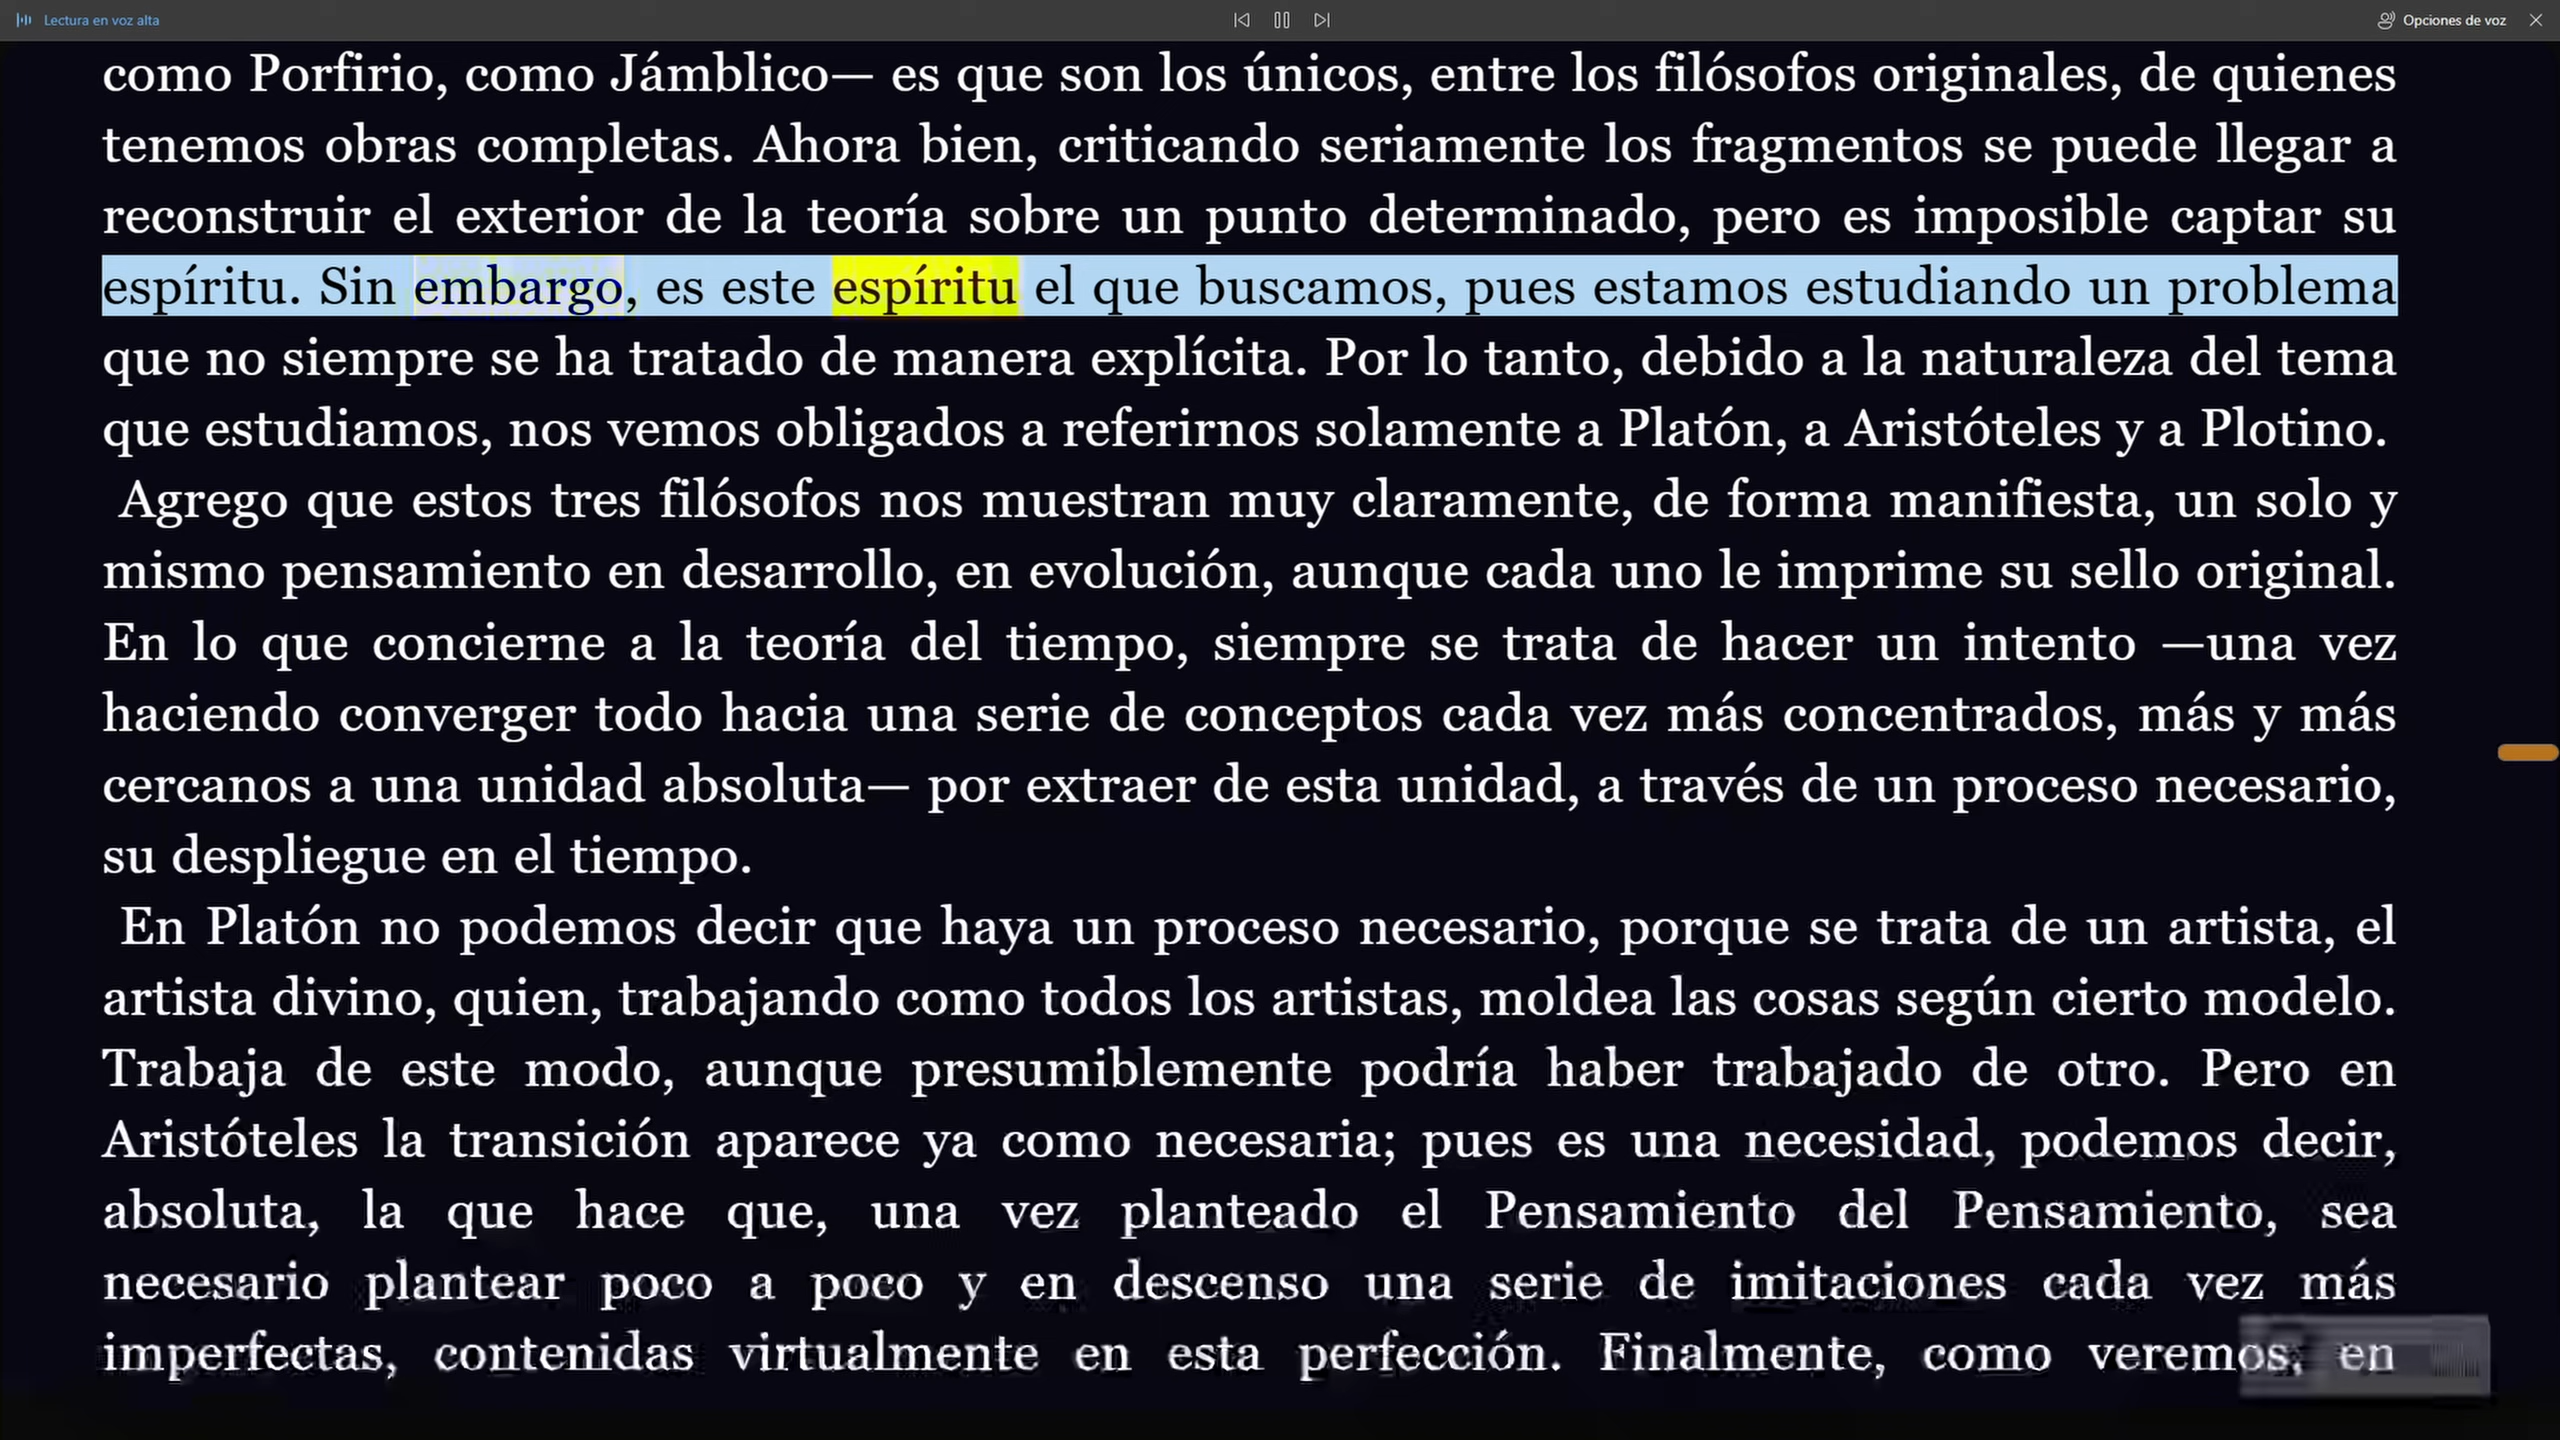 Lectura en voz alta
Opciones de voz
como Porfirio, como Jámblico— es que son los únicos, entre los filósofos originales, de quienes
tenemos obras completas. Ahora bien, criticando seriamente los fragmentos se puede llegar a
reconstruir el exterior de la teoría sobre un punto determinado, pero es imposible captar su
espíritu. Sin embargo, es este espíritu el que buscamos, pues estamos estudiando un problema
que no siempre se ha tratado de manera explícita. Por lo tanto, debido a la naturaleza del tema
que estudiamos, nos vemos obligados a referirnos solamente a Platón, a Aristóteles y a Plotino.
Agrego que estos tres filósofos nos muestran muy claramente, de forma manifiesta, un solo y
mismo pensamiento en desarrollo, en evolución, aunque cada uno le imprime su sello original.
En lo que concierne a la teoría del tiempo, siempre se trata de hacer un intento —una vez
haciendo converger todo hacia una serie de conceptos cada vez más concentrados, más y más
cercanos a una unidad absoluta— por extraer de esta unidad, a través de un proceso necesario,
su despliegue en el tiempo.
En Platón no podemos decir que haya un proceso necesario, porque se trata de un artista, el
artista divino, quien, trabajando como todos los artistas, moldea las cosas según cierto modelo.
Trabaja de este modo, aunque presumiblemente podría haber trabajado de otro. Pero en
Aristóteles la transición aparece ya como necesaria; pues es una necesidad, podemos decir,
absoluta, la que hace que, una vez planteado el Pensamiento del Pensamiento, sea
necesario plantear poco a poco y en descenso una serie de imitaciones cada vez más
imperfectas, contenidas virtualmente en esta perfección. Finalmente, como veremos, en